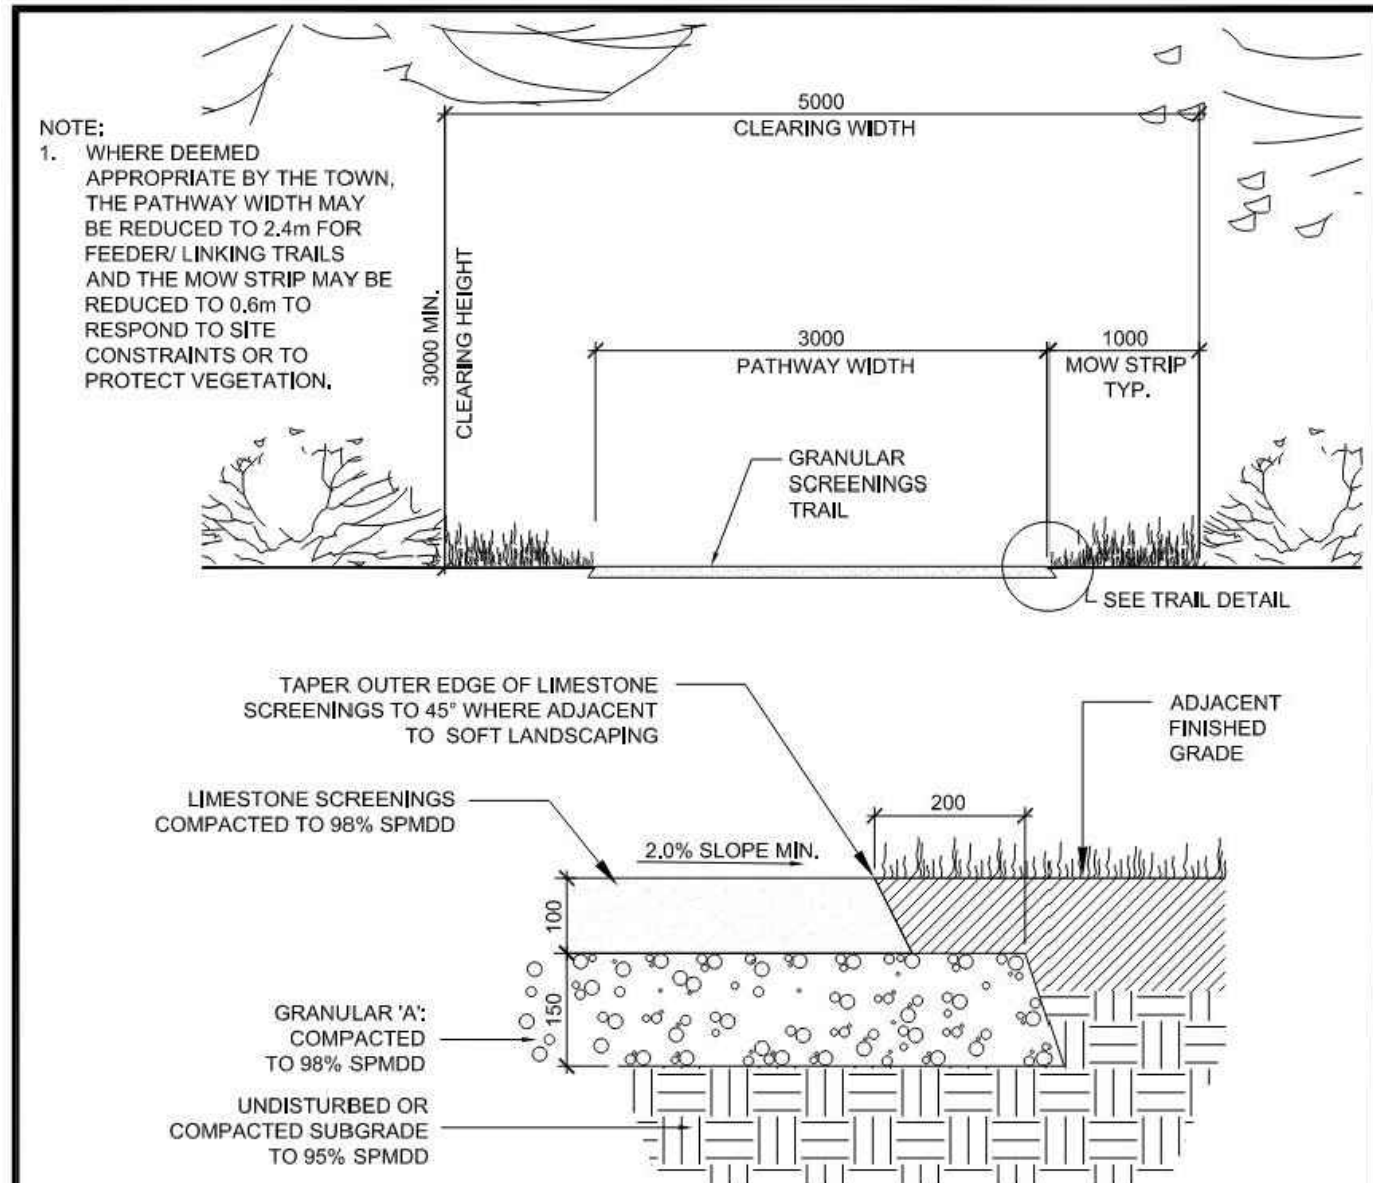 5000
CLEARING WIDTH
NOTE:
1. WHERE DEEMED
APPROPRIATE BY THE TOWN,
THE PATHWAY WIDTH MAY
BE REDUCED TO 2.4m FOR
FEEDER/ LINKING TRAILS
AND THE MOW STRIP MAY BE
REDUCED TO 0.6m TO
RESPOND TO SITE
CONSTRAINTS OR TO
PROTECT VEGETATION.
3000 MIN.
CLEARING HEIGHT
3000
PATHWAY WIDTH
1000
MOW STRIP
TYP.
GRANULAR
SCREENINGS
TRAIL
SEE TRAIL DETAIL
TAPER OUTER EDGE OF LIMESTONE
SCREENINGS TO 45° WHERE ADJACENT
TO SOFT LANDSCAPING
ADJACENT
FINISHED
GRADE
LIMESTONE SCREENINGS
COMPACTED TO 98% SPMDD
200
2.0% SLOPE MIN.
100
150
GRANULAR 'A':
COMPACTED
TO 98% SPMDD
UNDISTURBED OR
COMPACTED SUBGRADE
TO 95% SPMDD